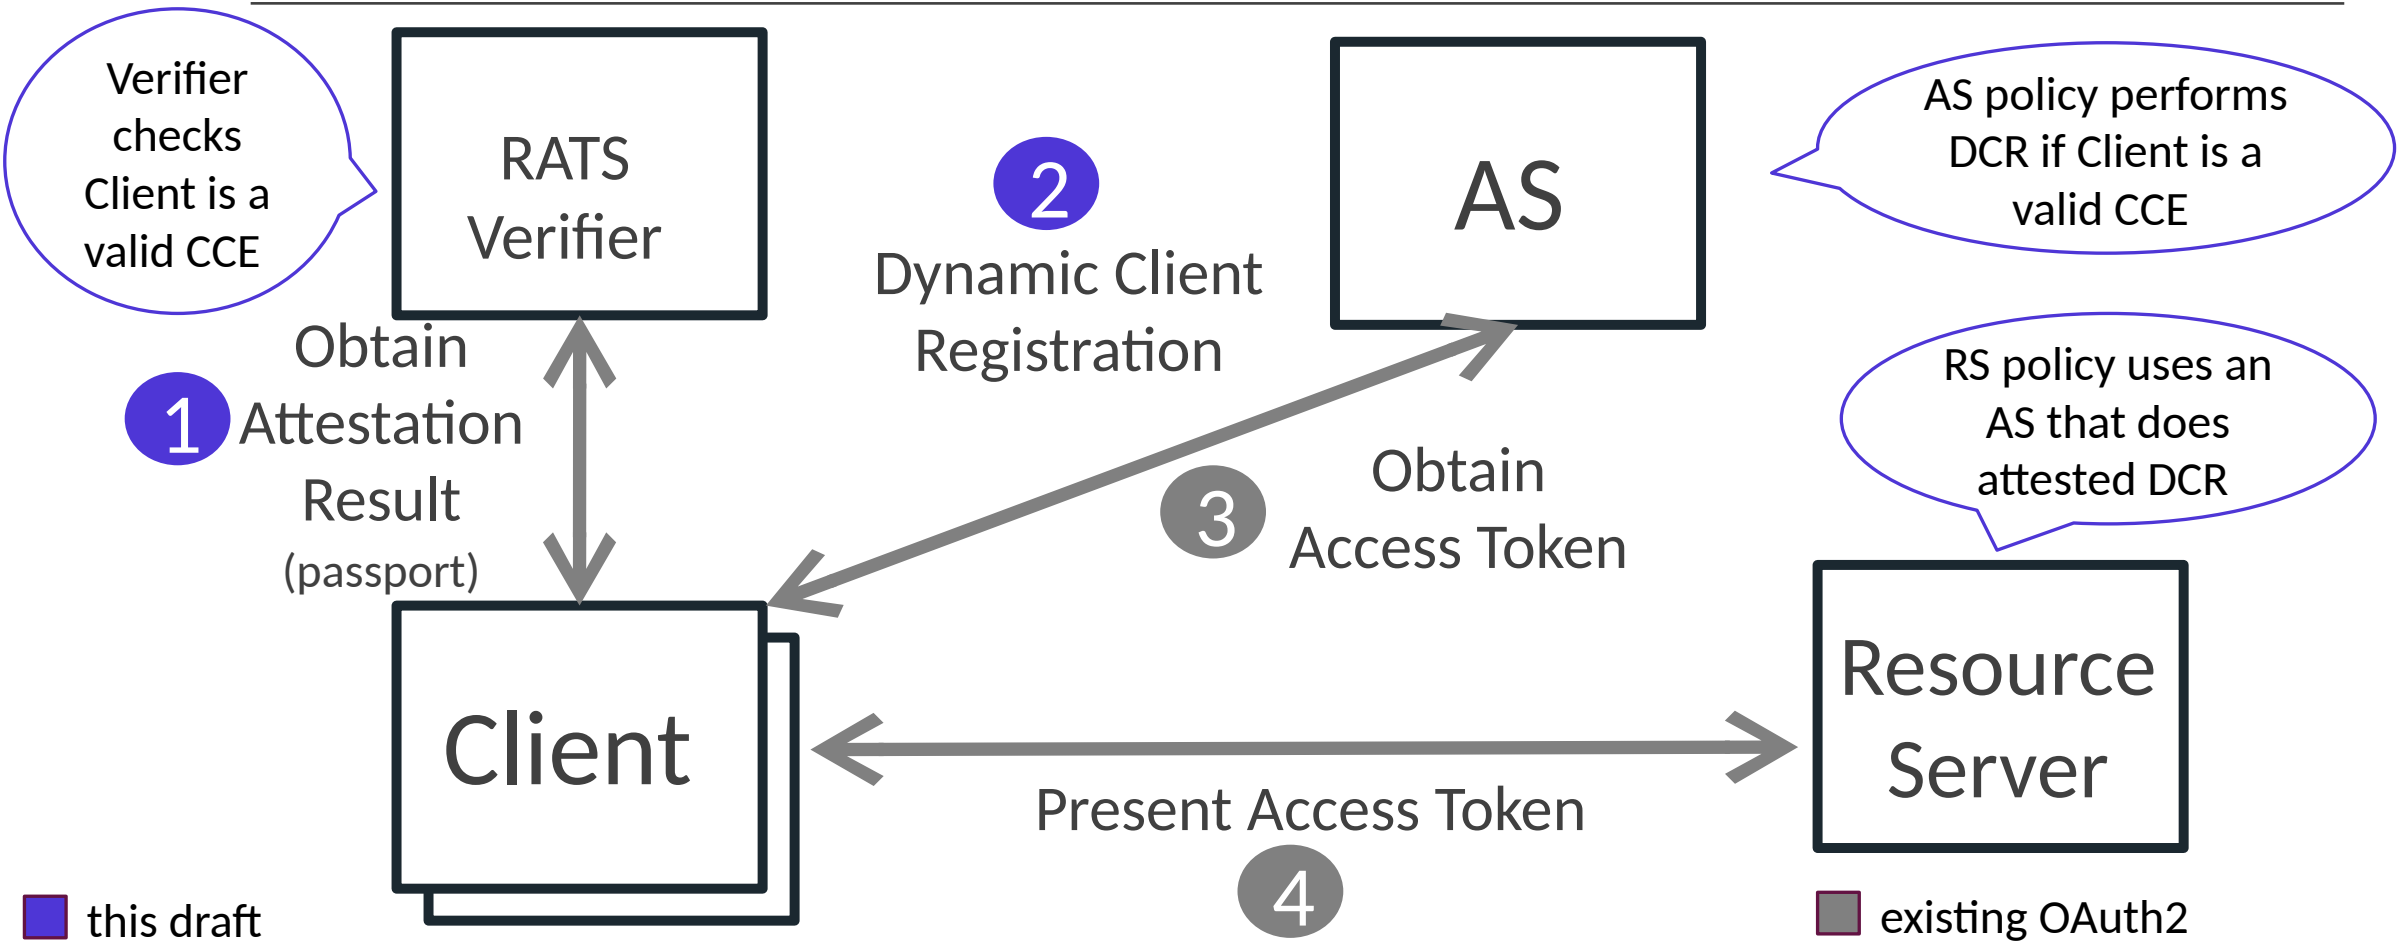 Verifier
checks
Client is a
valid CCE
RATS
Verifier
2
Dynamic Client
Registration
AS
AS policy performs
DCR if Client is a
valid CCE
1
Obtain
Attestation
Result
(passport)
3
Obtain
Access Token
RS policy uses an
AS that does
attested DCR
Client
Resource
Server
Present Access Token
4
this draft
existing OAuth2